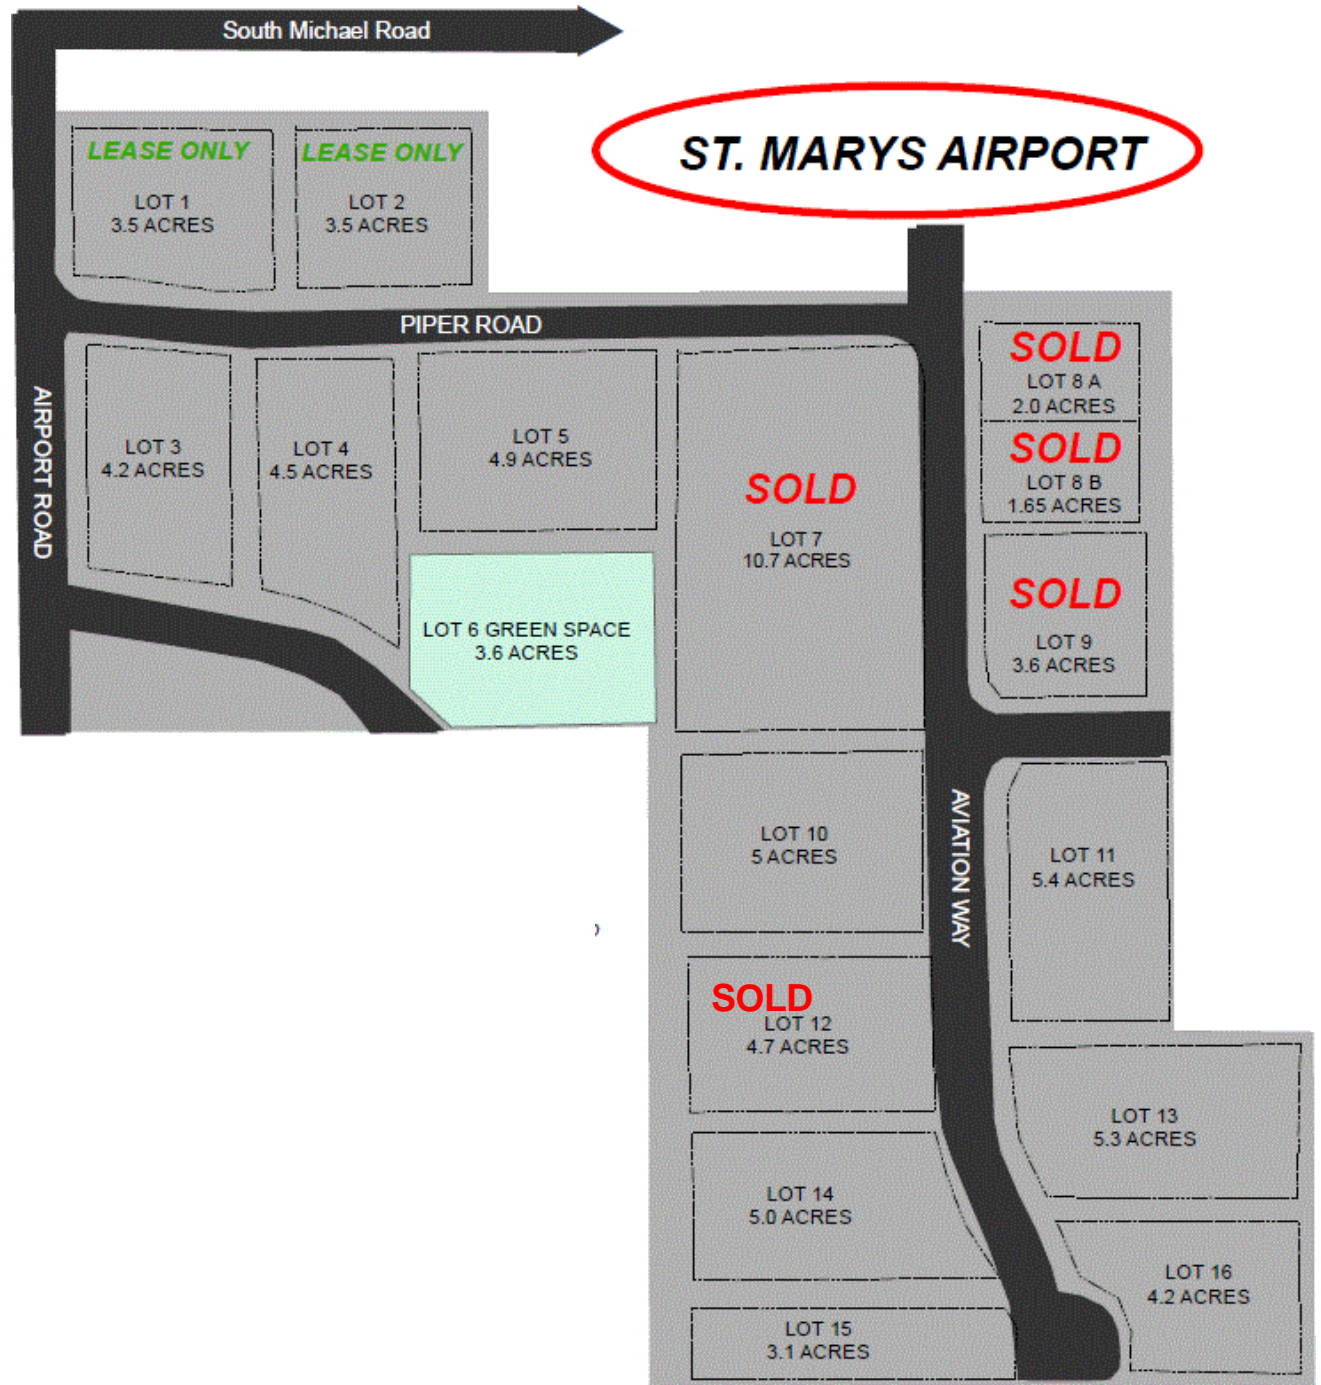 South Michael Road
ST. MARYS AIRPORT
LEASE ONLY
LOT 1
3.5 ACRES
LEASE ONLY
LOT 2
3.5 ACRES
PIPER ROAD
AIRPORT ROAD
LOT 3
4.2 ACRES
LOT 4
4.5 ACRES
LOT 5
4.9 ACRES
LOT 6 GREEN SPACE
3.6 ACRES
SOLD
LOT 7
10.7 ACRES
SOLD
LOT 8 A
2.0 ACRES
SOLD
LOT 8 B
1.65 ACRES
SOLD
LOT 9
3.6 ACRES
LOT 10
5 ACRES
AVIATION WAY
LOT 11
5.4 ACRES
SOLD
LOT 12
4.7 ACRES
LOT 13
5.3 ACRES
LOT 14
5.0 ACRES
LOT 16
4.2 ACRES
LOT 15
3.1 ACRES